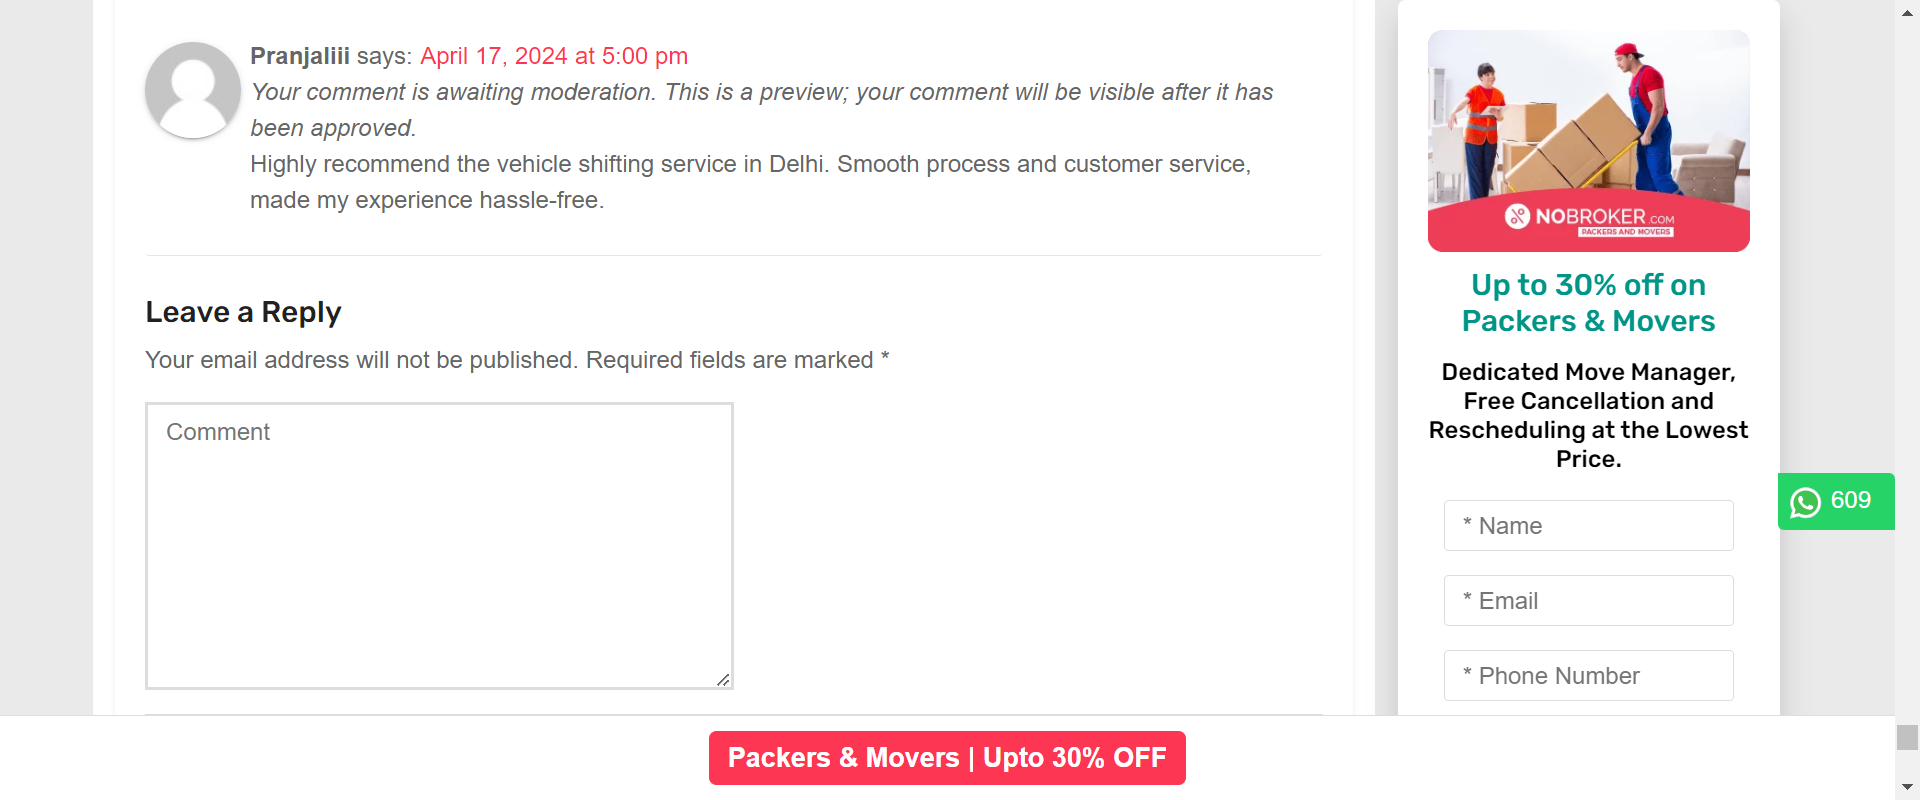 Pranjaliii says: April 17, 2024 at 5:00 pm
Your comment is awaiting moderation. This is a preview; your comment will be visible after it has
been approved.
Highly recommend the vehicle shifting service in Delhi. Smooth process and customer service,
made my experience hassle-free.
Leave a Reply
Your email address will not be published. Required fields are marked *
Comment
NOBROKER.COM
PACKERS AND MOVERS
Up to 30% off on
Packers & Movers
Dedicated Move Manager,
Free Cancellation and
Rescheduling at the Lowest
Price.
* Name
* Email
* Phone Number
609
Packers & Movers | Upto 30% OFF